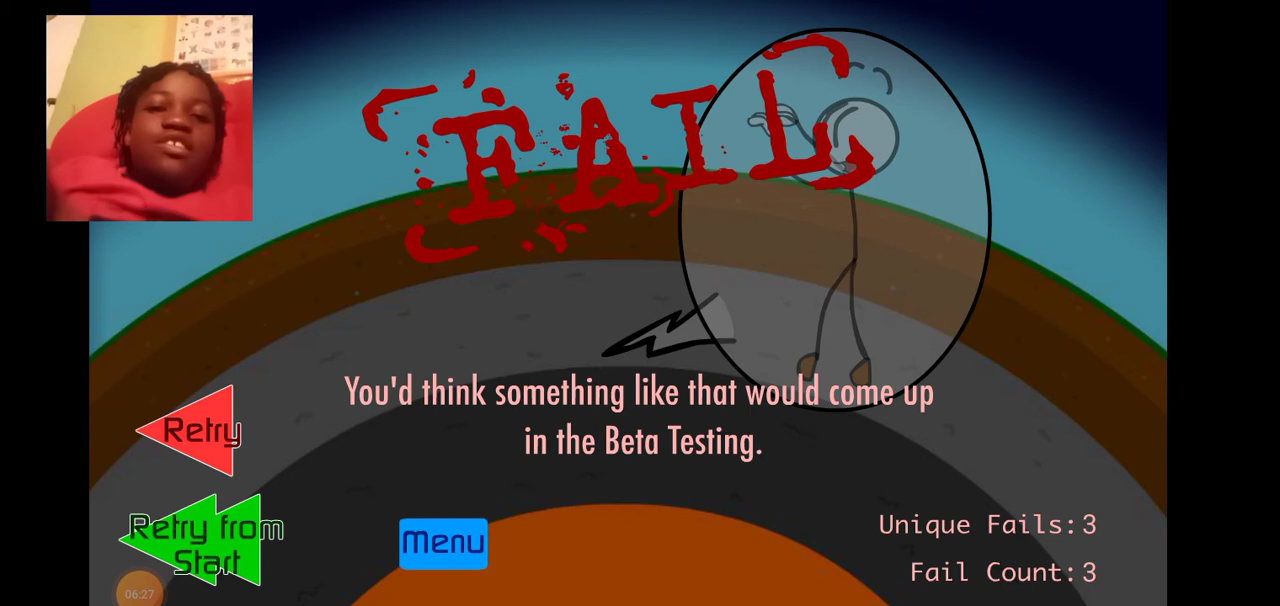 FAIL
You'd think something like that would come up
in the Beta Testing.
Retry
Retry from
Start
Menu
Unique Fails:3
Fail Count:3
06:27